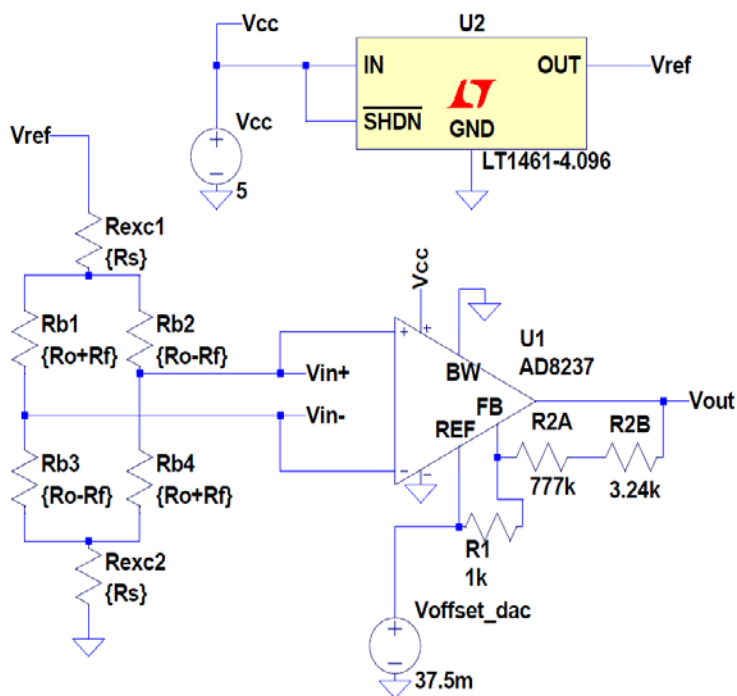 Vcc
U2
IN
OUT
Vref
SHDN
GND
LT1461-4.096
Vcc
+
−
5
Vref
Rexc1
{Rs}
Rb1
{Ro+Rf}
Rb2
{Ro-Rf}
Vcc
+
+
BW
U1
AD8237
Vin+
Vin-
FB
REF
Vout
R2A
777k
R2B
3.24k
Rb3
{Ro-Rf}
Rb4
{Ro+Rf}
−
−
R1
1k
Rexc2
{Rs}
Voffset_dac
+
−
37.5m